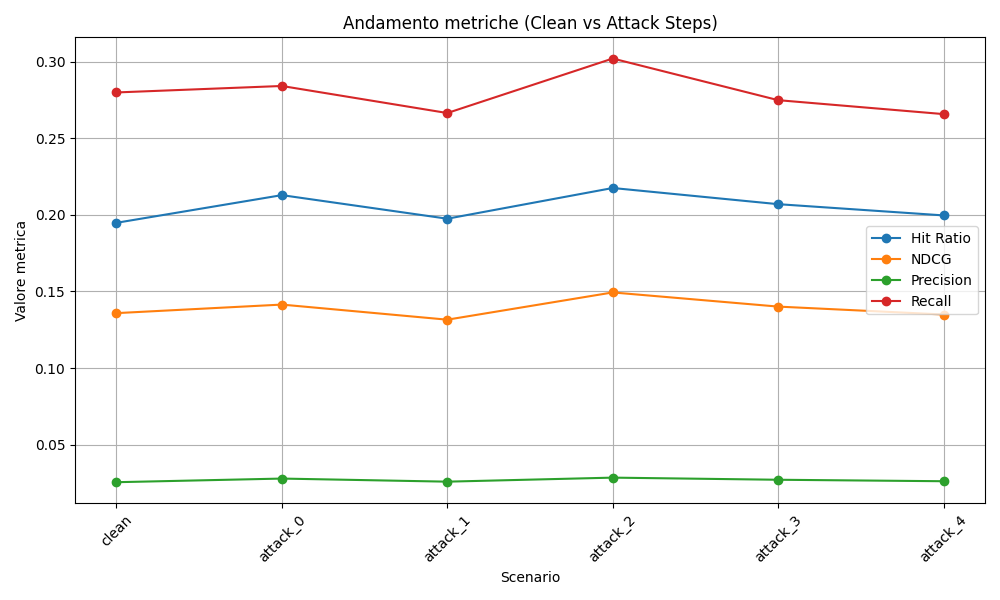 Andamento metriche (Clean vs Attack Steps)
Valore metrica
0.30
0.25
0.20
0.15
0.10
0.05
Hit Ratio
NDCG
Precision
Recall
clean
attack_0
attack_1
attack_2
attack_3
attack_4
Scenario